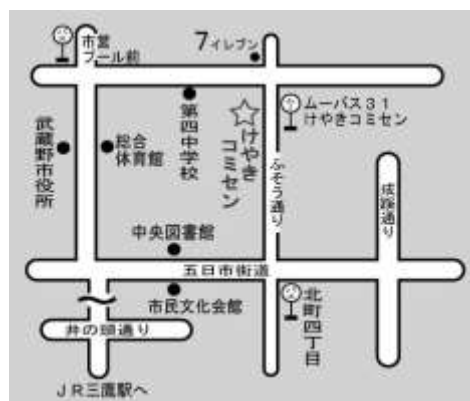 市営
プール前
7イレブン
ムーバス31
けやきコミセン
武蔵野市役所
総合
体育館
第四中学校
けやき
コミセン
ふそう通り
成蹊通り
中央図書館
五日市街道
市民文化会館
北町四丁目
井の頭通り
JR三鷹駅へ